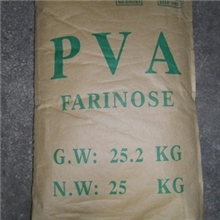 PVA
FARINOSE
G.W: 25.2 KG
N.W: 25 KG